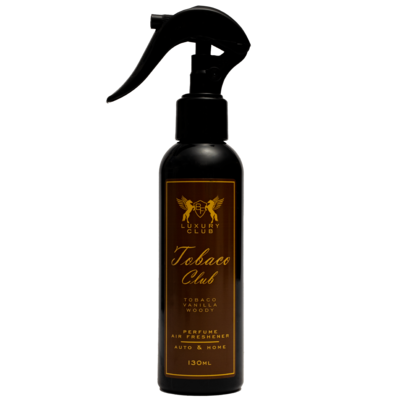 LUXURY
CLUB
Tobaco
Club
TOBACO
VANILLA
WOODY
PERFUME
AIR FRESHENER
AUTO & HOME
130ML